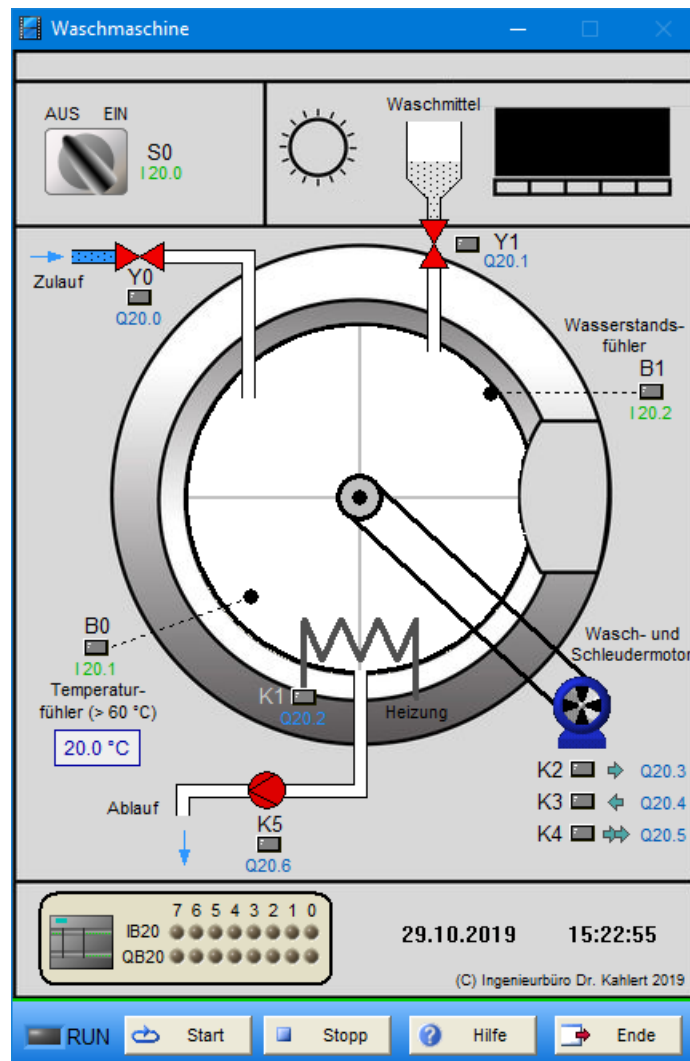 Waschmaschine
AUS EIN
S0
I 20.0
Waschmittel
Y1
Q20.1
Zulauf
Y0
Q20.0
Wasserstands-
fühler
B1
I 20.2
B0
I 20.1
Temperatur-
fühler (> 60 °C)
20.0 °C
K1
Q20.2
Heizung
Wasch- und
Schleudermotor
K2 Q20.3
K3 Q20.4
K4 Q20.5
Ablauf
K5
Q20.6
7 6 5 4 3 2 1 0
IB20
QB20
29.10.2019 15:22:55
(C) Ingenieurbüro Dr. Kahlert 2019
RUN Start Stopp Hilfe Ende